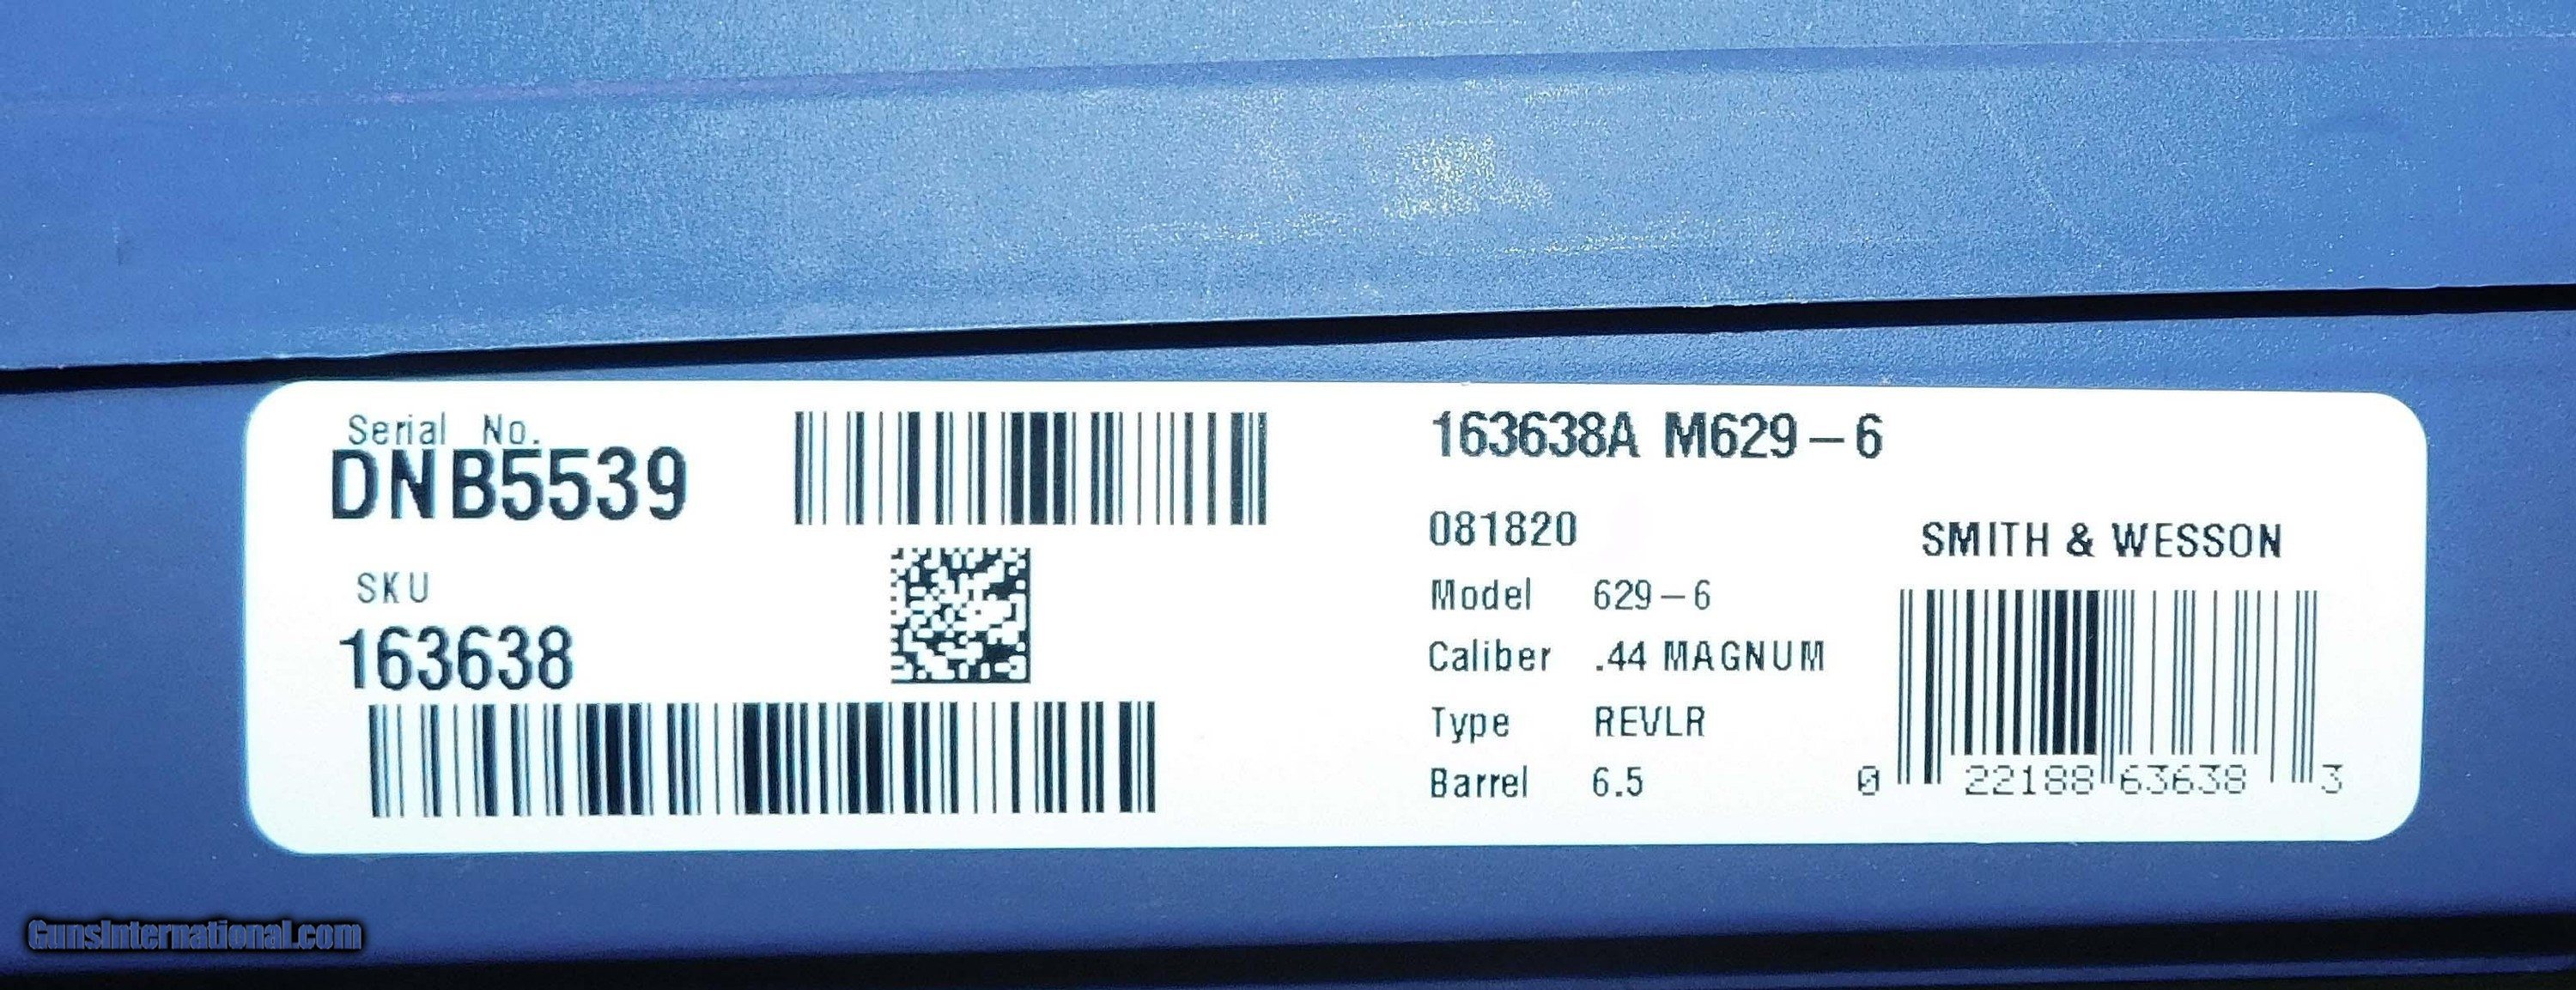 Serial No.
DNB5539
SKU
163638
163638A M629-6
081820
Model 629-6
Caliber .44 MAGNUM
Type REVLR
Barrel 6.5
SMITH & WESSON
0 22188 63638 3
GunsInternational.com